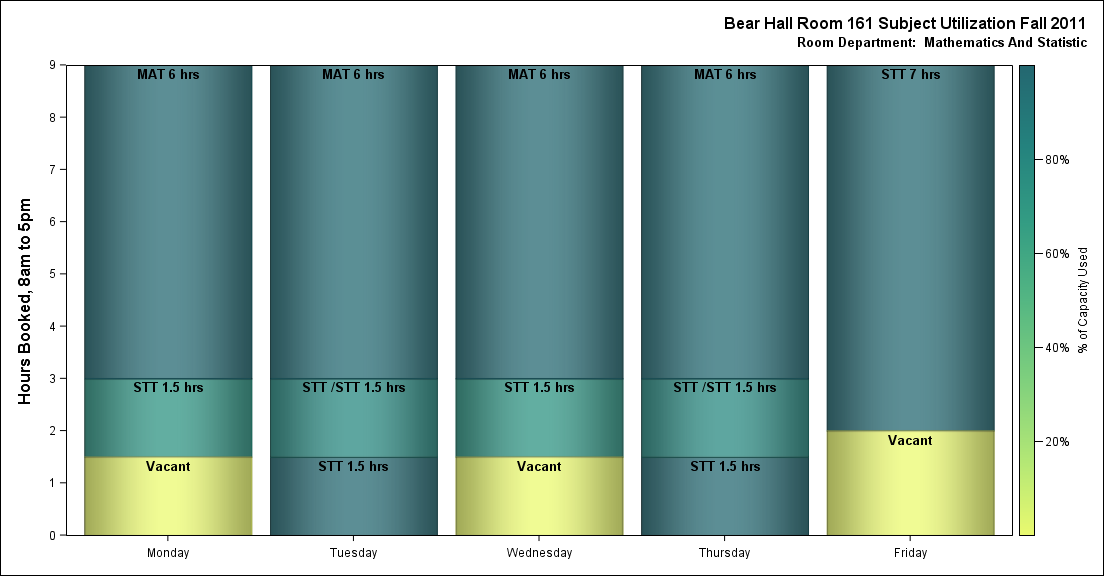 Bear Hall Room 161 Subject Utilization Fall 2011
Room Department:  Mathematics And Statistic
Hours Booked, 8am to 5pm
9
8
7
6
5
4
3
2
1
0
MAT 6 hrs
STT 1.5 hrs
Vacant
MAT 6 hrs
STT /STT 1.5 hrs
STT 1.5 hrs
MAT 6 hrs
STT 1.5 hrs
Vacant
MAT 6 hrs
STT /STT 1.5 hrs
STT 1.5 hrs
STT 7 hrs
Vacant
Monday
Tuesday
Wednesday
Thursday
Friday
80%
60%
40%
20%
% of Capacity Used